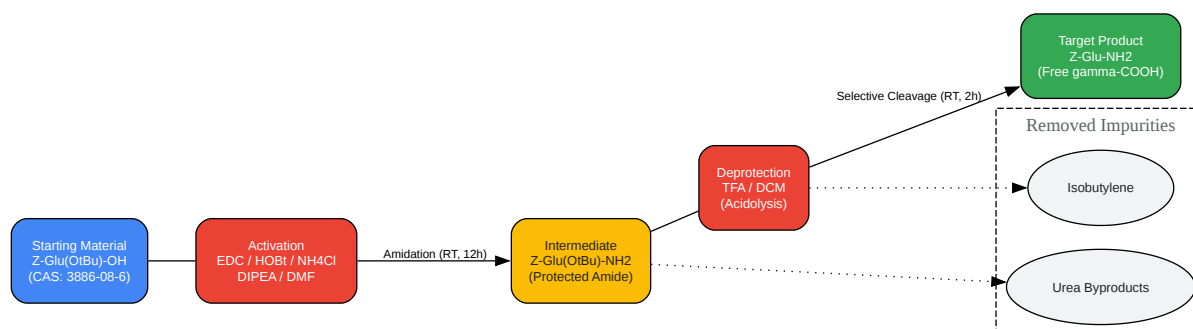 Starting Material
Z-Glu(OtBu)-OH
(CAS: 3886-08-6)
Activation
EDC / HOBt / NH4Cl
DIPEA / DMF
Amidation (RT, 12h)
Intermediate
Z-Glu(OtBu)-NH2
(Protected Amide)
Deprotection
TFA / DCM
(Acidolysis)
Selective Cleavage (RT, 2h)
Target Product
Z-Glu-NH2
(Free gamma-COOH)
Removed Impurities
Isobutylene
Urea Byproducts